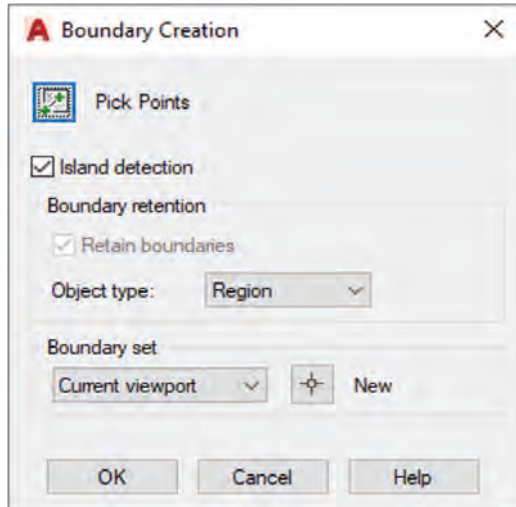 Boundary Creation
Pick Points
Island detection
Boundary retention
Retain boundaries
Object type: Region
Boundary set
Current viewport New
OK Cancel Help